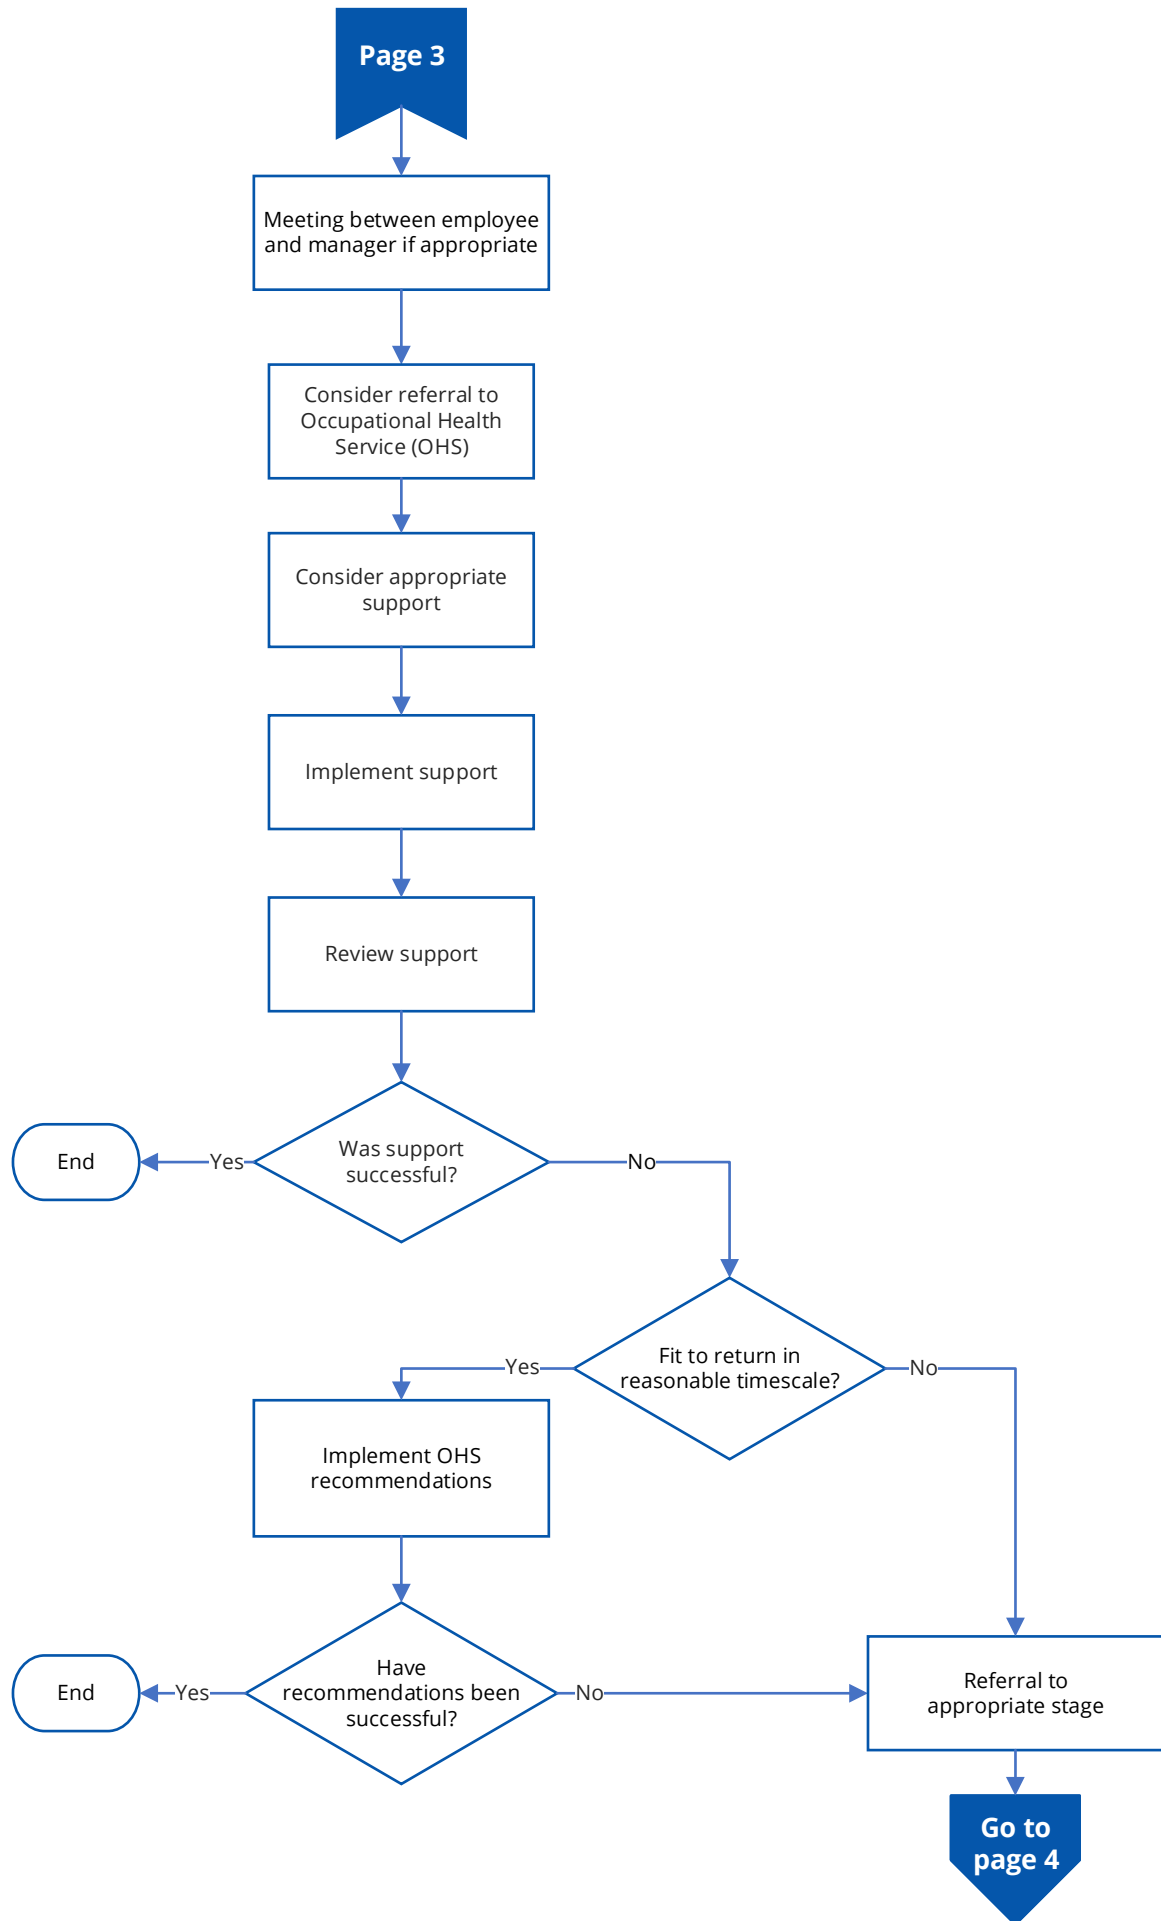 Page 3
Meeting between employee
and manager if appropriate
Consider referral to
Occupational Health
Service (OHS)
Consider appropriate
support
Implement support
Review support
Was support
successful?
Yes
End
No
Fit to return in
reasonable timescale?
Yes
No
Implement OHS
recommendations
Have
recommendations been
successful?
Yes
End
No
Referral to
appropriate stage
Go to
page 4